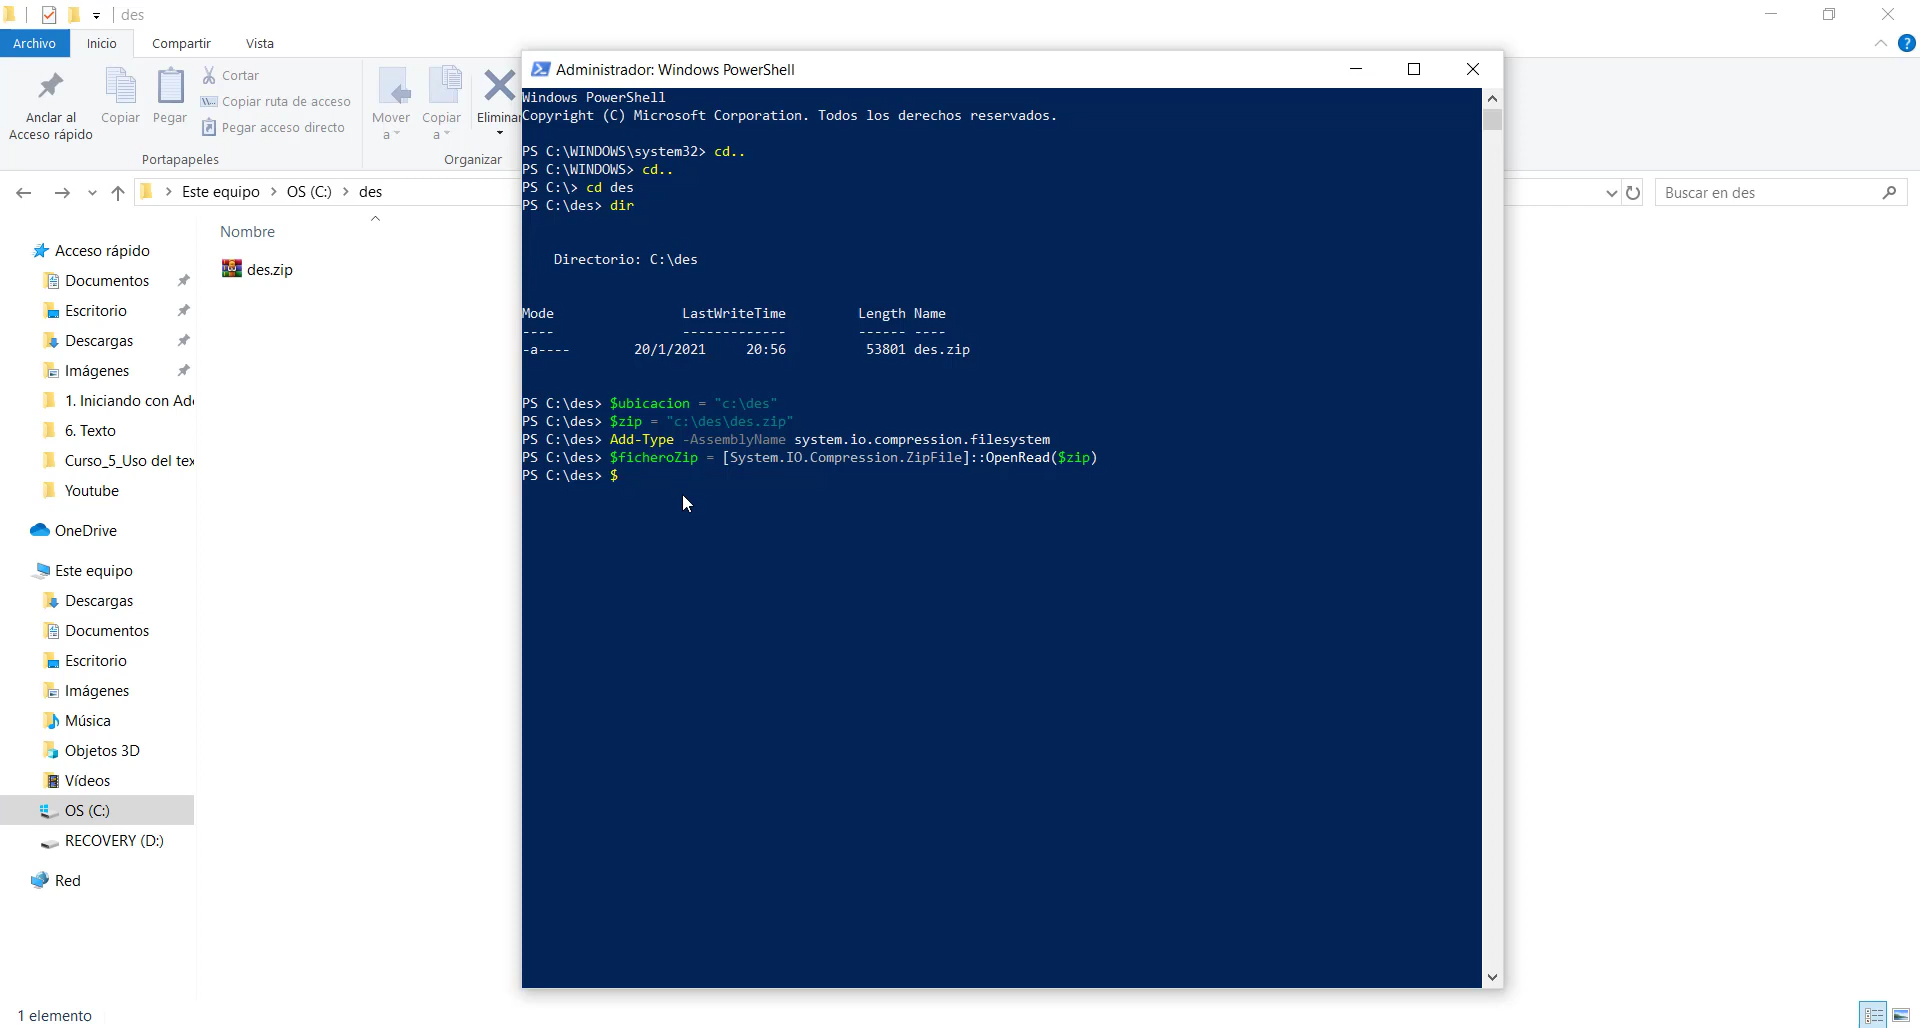 des
Archivo
Inicio
Compartir
Vista
Anclar al
Acceso rápido
Copiar
Pegar
Cortar
Copiar ruta de acceso
Pegar acceso directo
Portapapeles
Mover
a
Copiar
a
Eliminar
Organizar
Este equipo > OS (C:) > des
Buscar en des
Nombre
des.zip
Acceso rápido
Documentos
Escritorio
Descargas
Imágenes
1. Iniciando con Ad
6. Texto
Curso_5_Uso del tex
Youtube
OneDrive
Este equipo
Descargas
Documentos
Escritorio
Imágenes
Música
Objetos 3D
Vídeos
OS (C:)
RECOVERY (D:)
Red
1 elemento
Administrador: Windows PowerShell
Windows PowerShell
Copyright (C) Microsoft Corporation. Todos los derechos reservados.
PS C:\WINDOWS\system32> cd..
PS C:\WINDOWS> cd..
PS C:\> cd des
PS C:\des> dir
Directorio: C:\des
Mode LastWriteTime Length Name
---- ------------- ------ ----
-a---- 20/1/2021 20:56 53801 des.zip
PS C:\des> $ubicacion = "c:\des"
PS C:\des> $zip = "c:\des\des.zip"
PS C:\des> Add-Type -AssemblyName system.io.compression.filesystem
PS C:\des> $ficheroZip = [System.IO.Compression.ZipFile]::OpenRead($zip)
PS C:\des> $